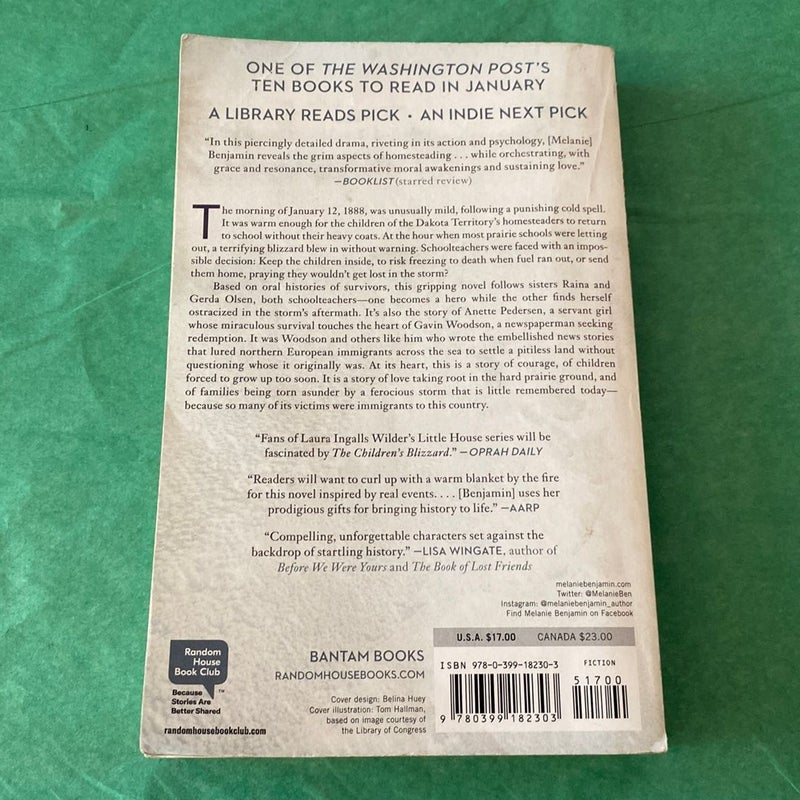 ONE OF THE WASHINGTON POST'S
TEN BOOKS TO READ IN JANUARY
A LIBRARY READS PICK • AN INDIE NEXT PICK
“In this piercingly detailed drama, riveting in its action and psychology, [Melanie]
Benjamin reveals the grim aspects of homesteading . . . while orchestrating, with
grace and resonance, transformative moral awakenings and sustaining love.”
—BOOKLIST (starred review)
The morning of January 12, 1888, was unusually mild, following a punishing cold spell.
It was warm enough for the children of the Dakota Territory's homesteaders to return
to school without their heavy coats. At the hour when most prairie schools were letting
out, a terrifying blizzard blew in without warning. Schoolteachers were faced with an impos-
sible decision: Keep the children inside, to risk freezing to death when fuel ran out, or send
them home, praying they wouldn't get lost in the storm?
Based on oral histories of survivors, this gripping novel follows sisters Raina and
Gerda Olsen, both schoolteachers—one becomes a hero while the other finds herself
ostracized in the storm's aftermath. It's also the story of Anette Pedersen, a servant girl
whose miraculous survival touches the heart of Gavin Woodson, a newspaperman seeking
redemption. It was Woodson and others like him who wrote the embellished news stories
that lured northern European immigrants across the sea to settle a pitiless land without
questioning whose it originally was. At its heart, this is a story of courage, of children
forced to grow up too soon. It is a story of love taking root in the hard prairie ground, and
of families being torn asunder by a ferocious storm that is little remembered today—
because so many of its victims were immigrants to this country.
“Fans of Laura Ingalls Wilder's Little House series will be
fascinated by The Children's Blizzard.” —OPRAH DAILY
“Readers will want to curl up with a warm blanket by the fire
for this novel inspired by real events. . . . [Benjamin] uses her
prodigious gifts for bringing history to life.” —AARP
“Compelling, unforgettable characters set against the
backdrop of startling history.” —LISA WINGATE, author of
Before We Were Yours and The Book of Lost Friends
melaniebenjamin.com
Twitter: @MelanieBen
Instagram: @melaniebenjamin_author
Find Melanie Benjamin on Facebook
U.S.A. $17.00 CANADA $23.00
Random
House
Book Club
Because
Stories Are
Better Shared ™
randomhousebookclub.com
BANTAM BOOKS
RANDOMHOUSEBOOKS.COM
Cover design: Belina Huey
Cover illustration: Tom Hallman,
based on image courtesy of
the Library of Congress
ISBN 978-0-399-18230-3
FICTION
51700
9 780399 182303